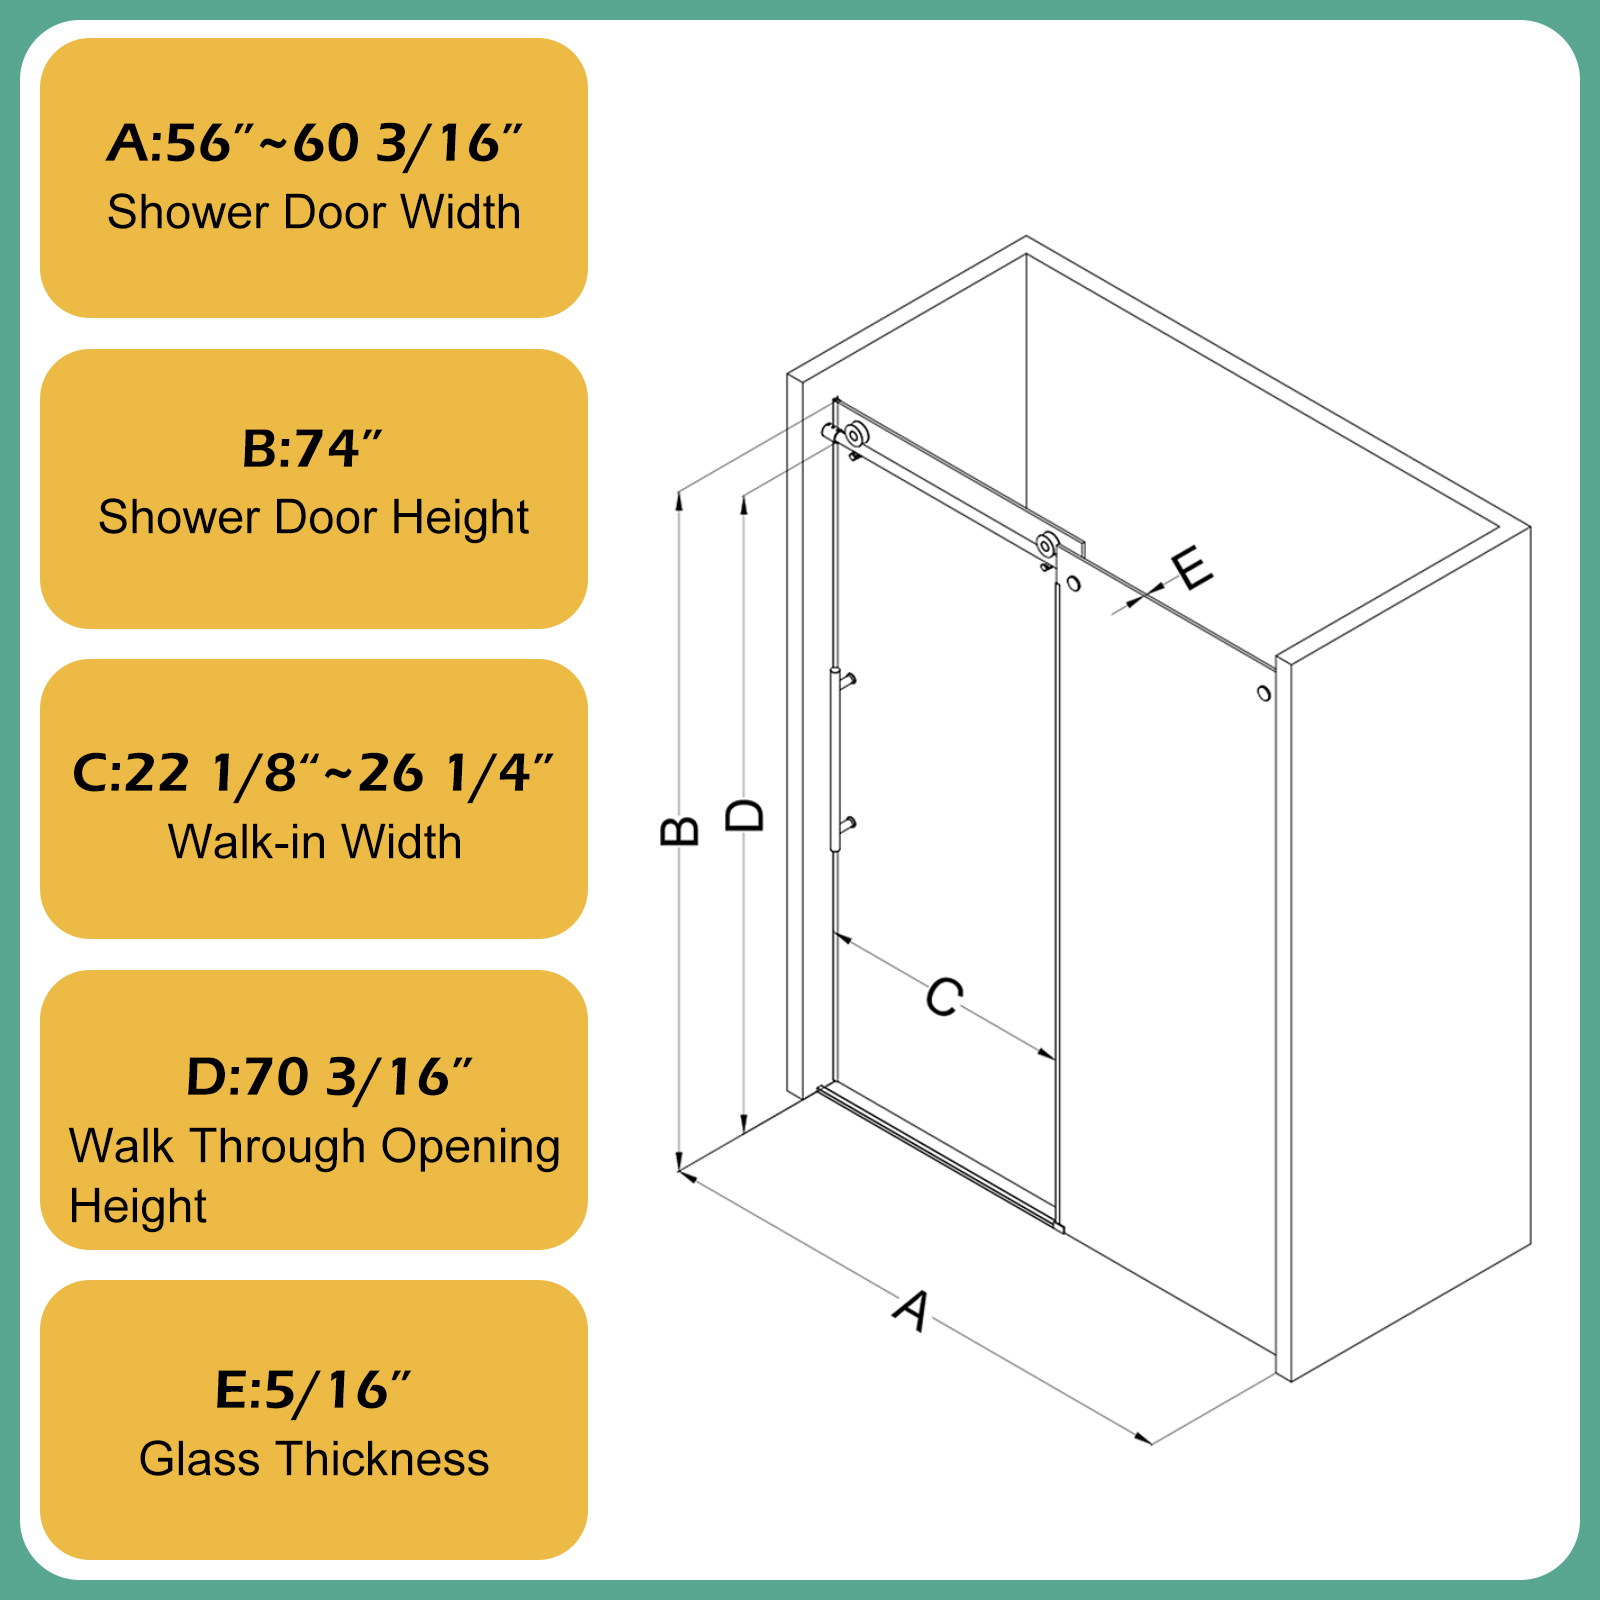 A:56”~60 3/16”
Shower Door Width
B:74”
Shower Door Height
C:22 1/8“~26 1/4”
Walk-in Width
D:70 3/16”
Walk Through Opening
Height
E:5/16”
Glass Thickness
E
B
D
C
A